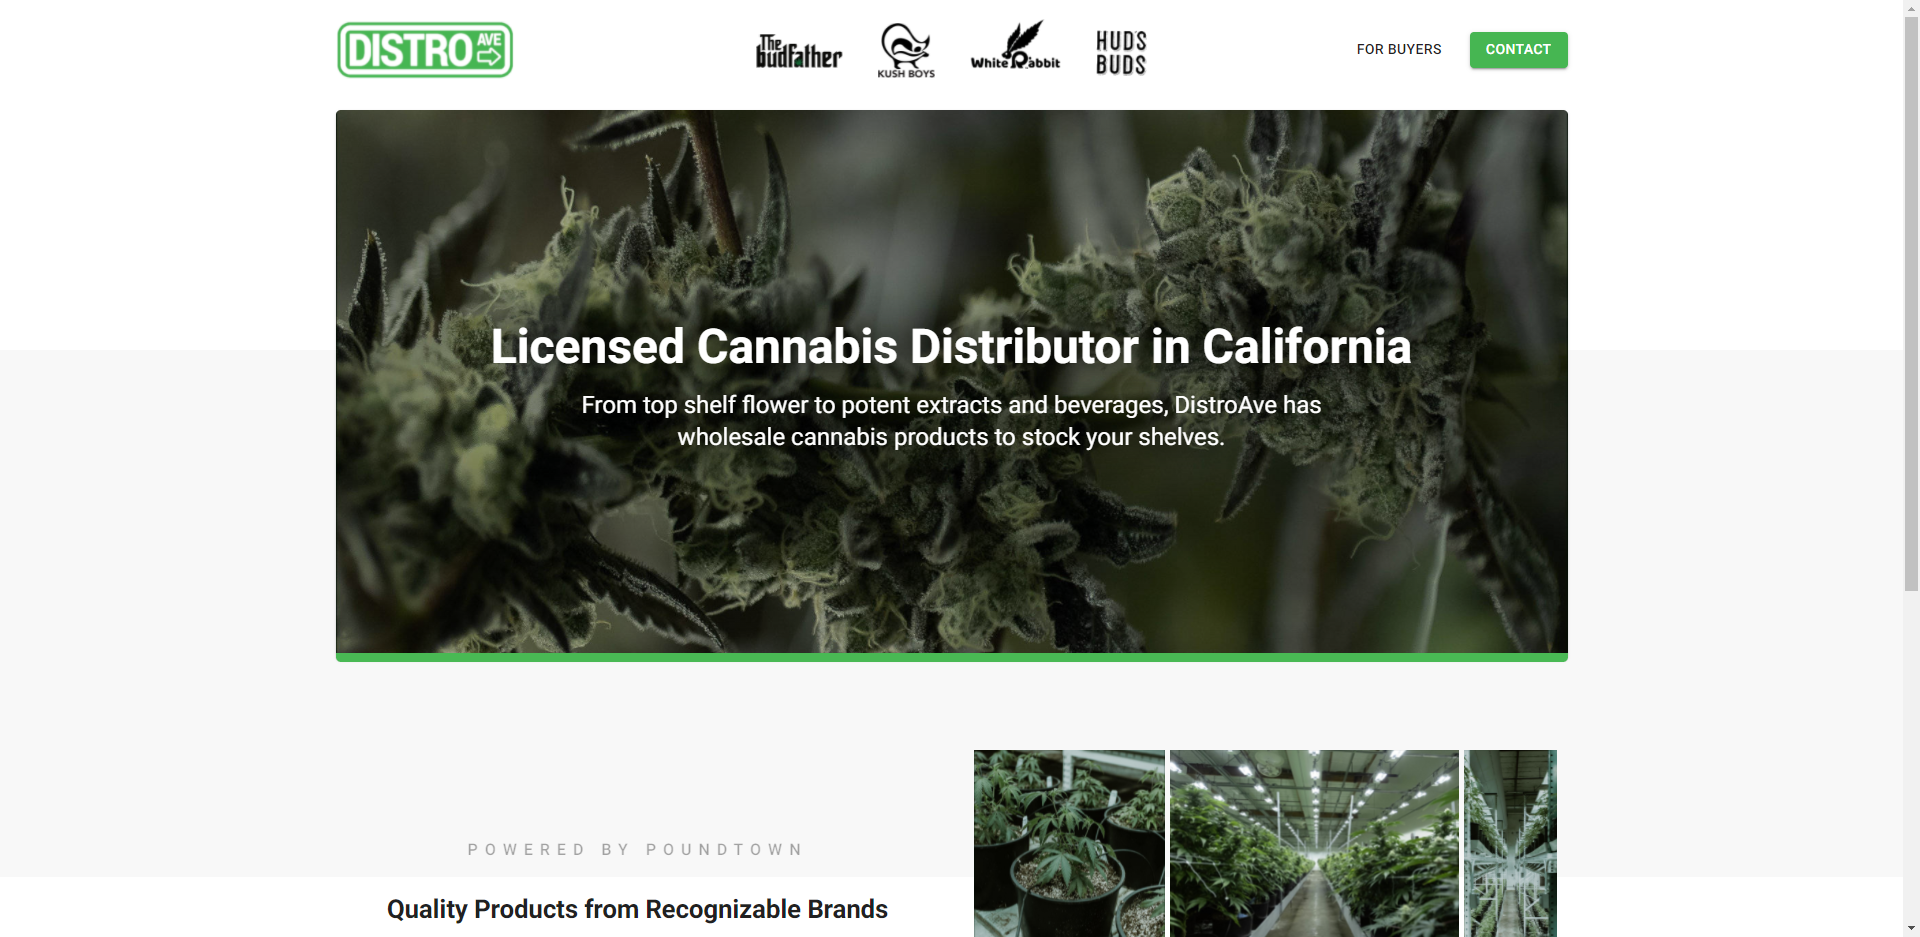 DISTRO AVE
The
budfather
KUSH BOYS
White Rabbit
HUDS
BUDS
FOR BUYERS
CONTACT
Licensed Cannabis Distributor in California
From top shelf flower to potent extracts and beverages, DistroAve has
wholesale cannabis products to stock your shelves.
POWERED BY POUNDTOWN
Quality Products from Recognizable Brands